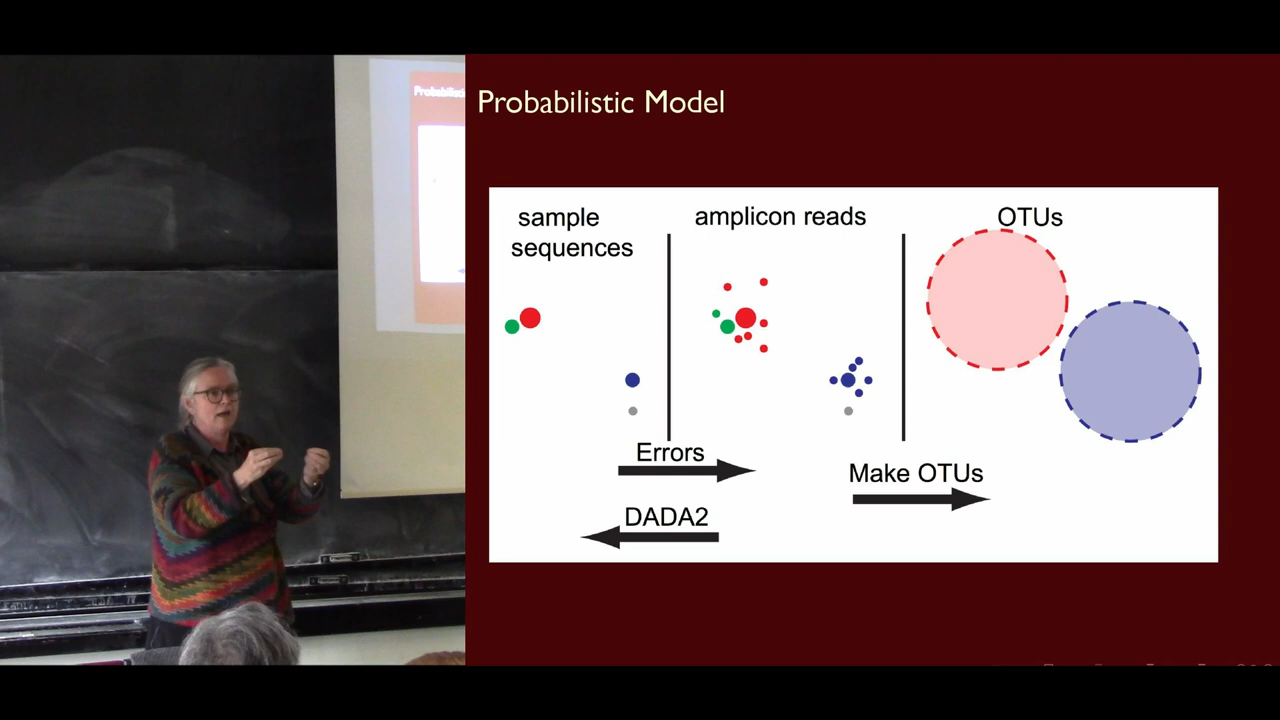 Probabilistic Model
sample
sequences
amplicon reads
OTUs
Errors
Make OTUs
DADA2